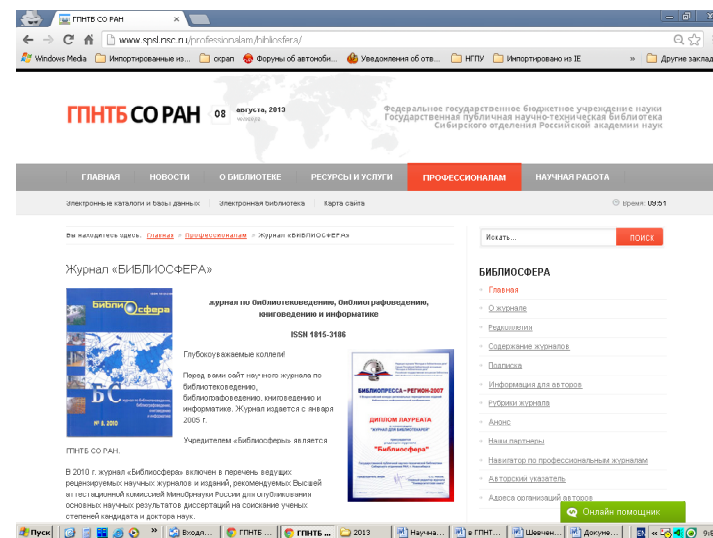 ГПНТБ СО РАН
www.spsl.nsc.ru/professionalam/bibliosfera/
Windows Media Импортированные из... скрап Форумы об автомоби... Уведомления об отв... НГПУ Импортировано из IE » Другие заклад
ГПНТБ СО РАН
08 августа, 2013
Федеральное государственное бюджетное учреждение науки
Государственная публичная научно-техническая библиотека
Сибирского отделения Российской академии наук
ГЛАВНАЯ НОВОСТИ О БИБЛИОТЕКЕ РЕСУРСЫ И УСЛУГИ ПРОФЕССИОНАЛАМ НАУЧНАЯ РАБОТА
Электронные каталоги и базы данных Электронная библиотека Карта сайта Время: 09:51
Вы находитесь здесь: Главная » Профессионалам » Журнал «БИБЛИОСФЕРА»
Журнал «БИБЛИОСФЕРА»
библиосфера
БС
№ 3, 2010
журнал по библиотековедению, библиографоведению,
книговедению и информатике
ISSN 1815-3186
Глубокоуважаемые коллеги!
Перед вами сайт научного журнала по
библиотековедению,
библиографоведению, книговедению и
информатике. Журнал издается с января
2005 г.
Учредителем «Библиосферы» является
ГПНТБ СО РАН.
В 2010 г. журнал «Библиосфера» включен в перечень ведущих
рецензируемых научных журналов и изданий, рекомендуемых Высшей
аттестационной комиссией Минобрнауки России для опубликования
основных научных результатов диссертаций на соискание ученых
степеней кандидата и доктора наук.
БИБЛИОПРЕССА – РЕГИОН-2007
ДИПЛОМ ЛАУРЕАТА
"Библиосфера"
Искать... ПОИСК
БИБЛИОСФЕРА
Главная
О журнале
Редколлегия
Содержание журналов
Подписка
Информация для авторов
Рубрики журнала
Анонс
Наши партнеры
Навигатор по профессиональным журналам
Авторский указатель
Адреса организаций авторов
Онлайн помощник
Пуск » Входя... ГПНТБ ... ГПНТБ ... 2013 Научна... в ГПНТ... Шевчен... Докуме... «